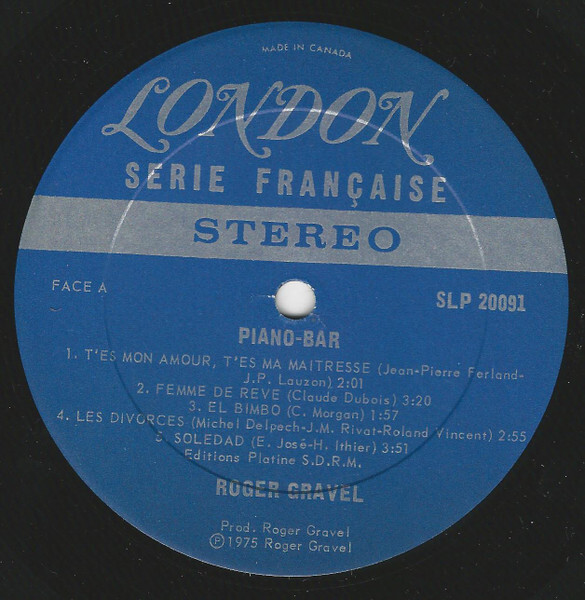 MADE IN CANADA
LONDON
SERIE FRANÇAISE
STEREO
FACE A
SLP 20091
PIANO-BAR
1. T'ES MON AMOUR, T'ES MA MAITRESSE (Jean-Pierre Ferland-
J.P. Lauzon) 2:01
2. FEMME DE REVE (Claude Dubois) 3:20
3. EL BIMBO (C. Morgan) 1:57
4. LES DIVORCES (Michel Delpech-J.M. Rivat-Roland Vincent) 2:55
5. SOLEDAD (E. José-H. Ithier) 3:51
Editions Platine S.D.R.M.
ROGER GRAVEL
Prod. Roger Gravel
Ⓟ1975 Roger Gravel